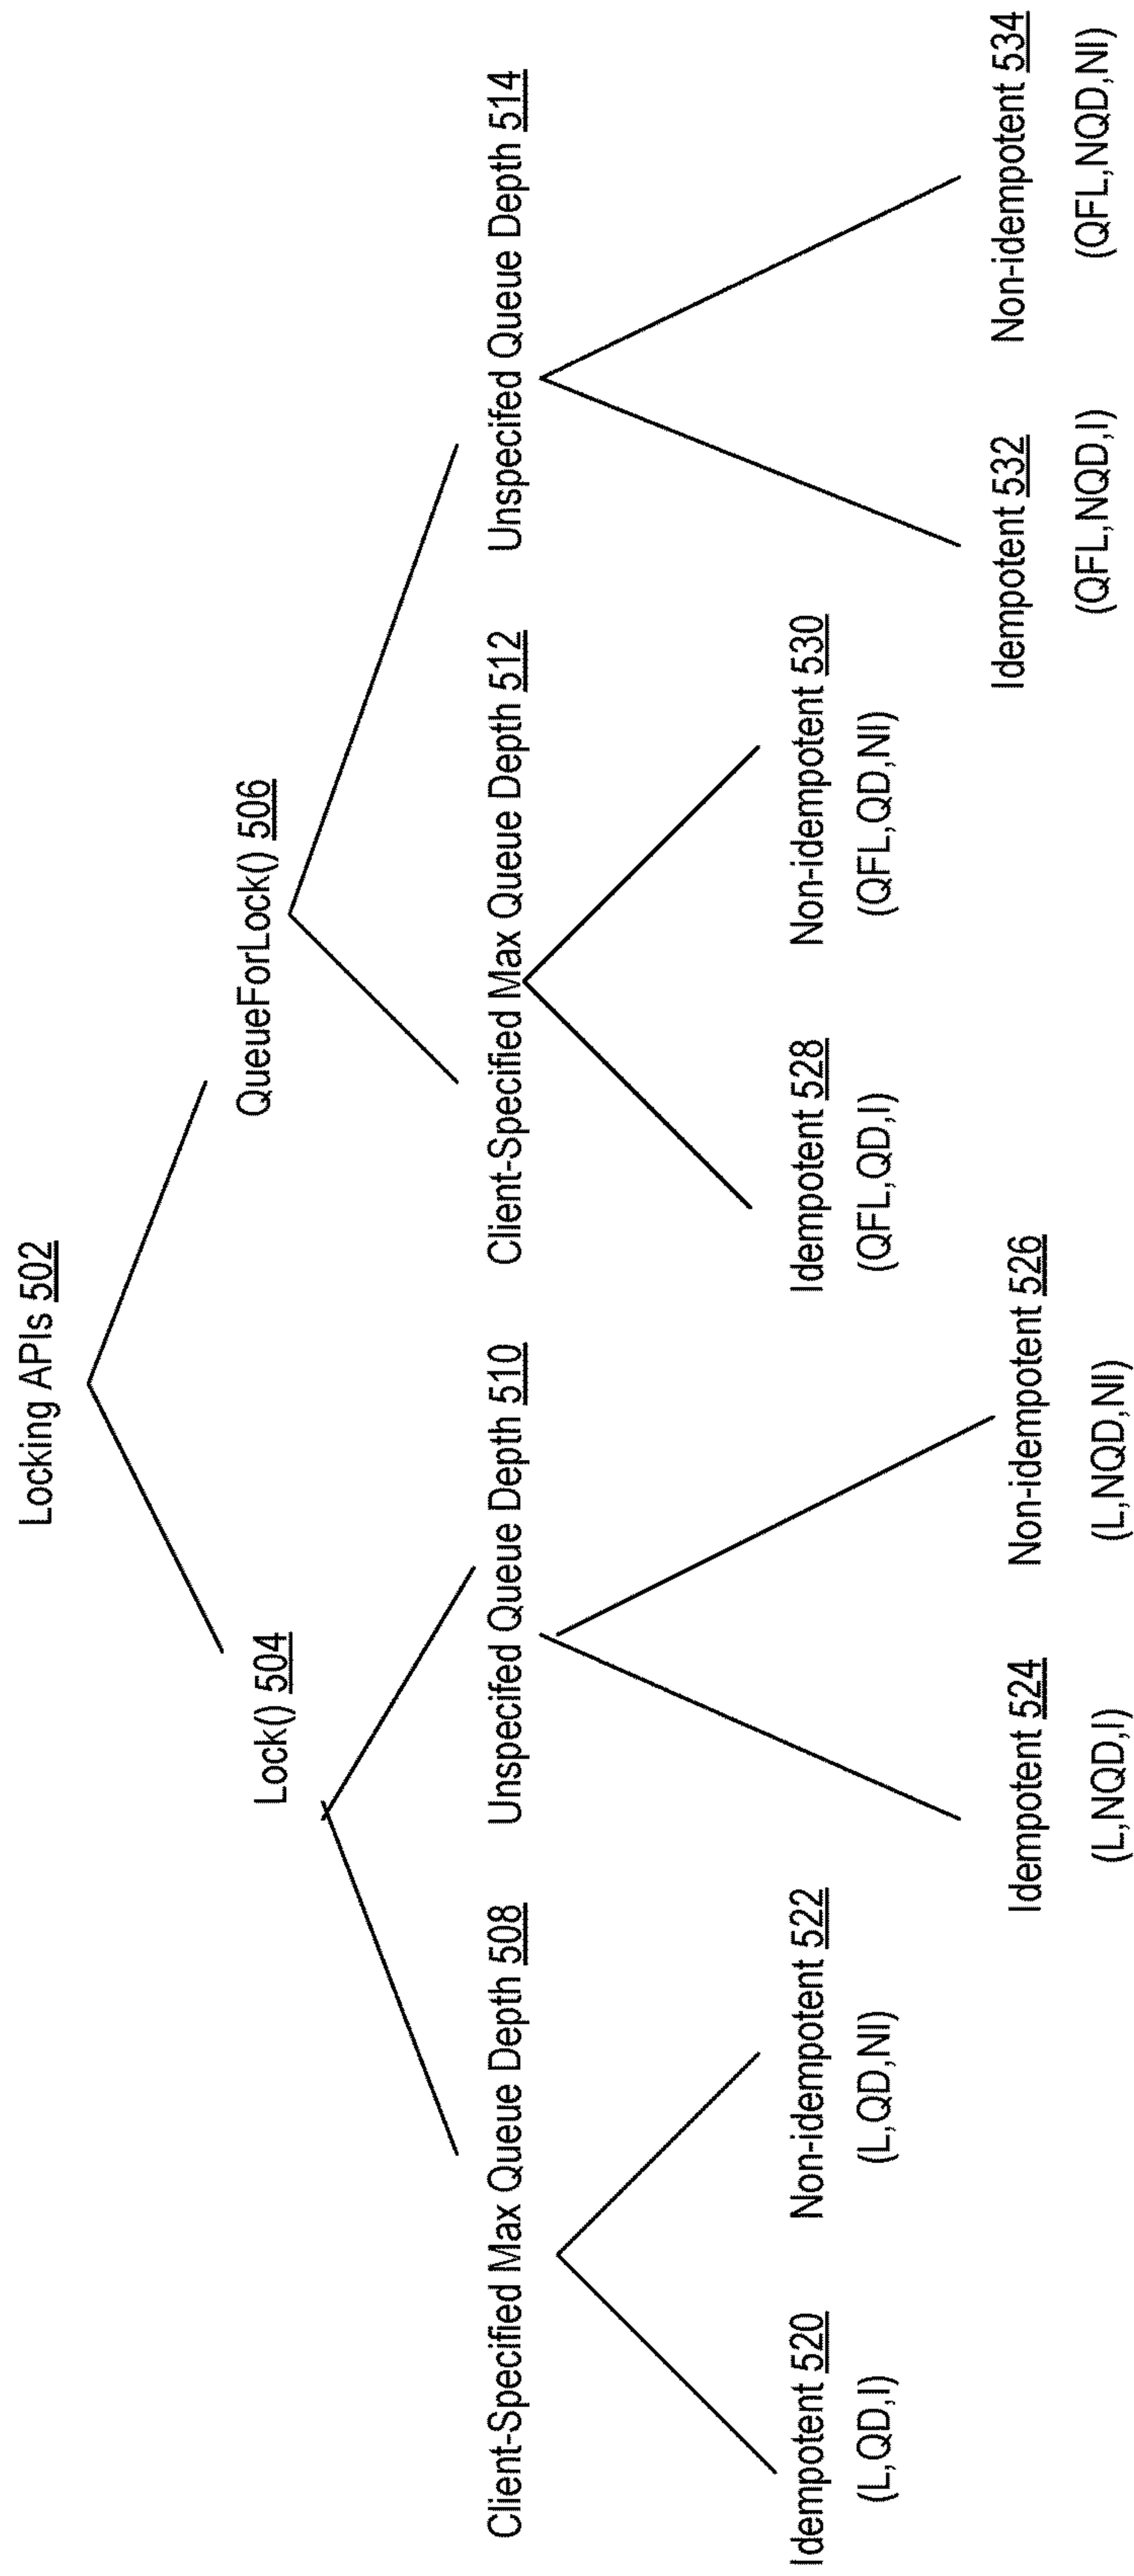 Locking APIs 502
Lock() 504
QueueForLock() 506
Client-Specified Max Queue Depth 508
Unspecifed Queue Depth 510
Client-Specified Max Queue Depth 512
Unspecifed Queue Depth 514
Idempotent 520
(L,QD,I)
Non-idempotent 522
(L,QD,NI)
Idempotent 524
(L,NQD,I)
Non-idempotent 526
(L,NQD,NI)
Idempotent 528
(QFL,QD,I)
Non-idempotent 530
(QFL,QD,NI)
Idempotent 532
(QFL,NQD,I)
Non-idempotent 534
(QFL,NQD,NI)